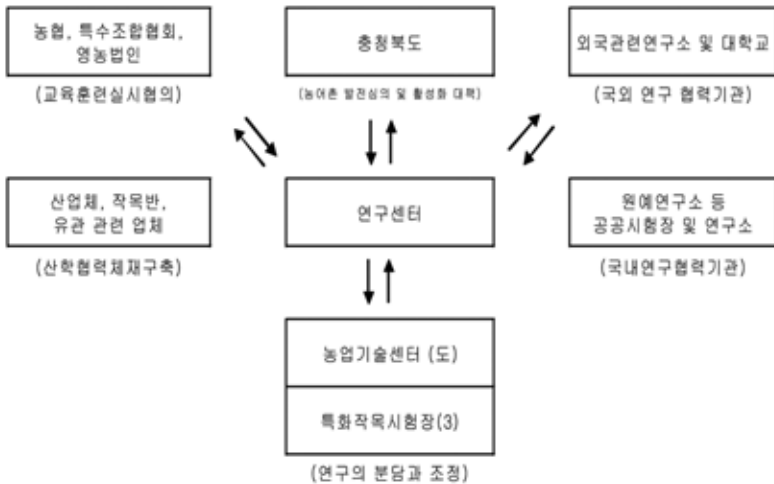 농협, 특수조합협회,
영농법인
(교육훈련실시협의)
충청북도
(농어촌 발전심의 및 활성화 대책)
외국관련연구소 및 대학교
(국외 연구 협력기관)
산업체, 작목반,
유관 관련 업체
(산학협력체재구축)
연구센터
원예연구소 등
공공시험장 및 연구소
(국내연구협력기관)
농업기술센터 (도)
특화작목시험장(3)
(연구의 분담과 조정)